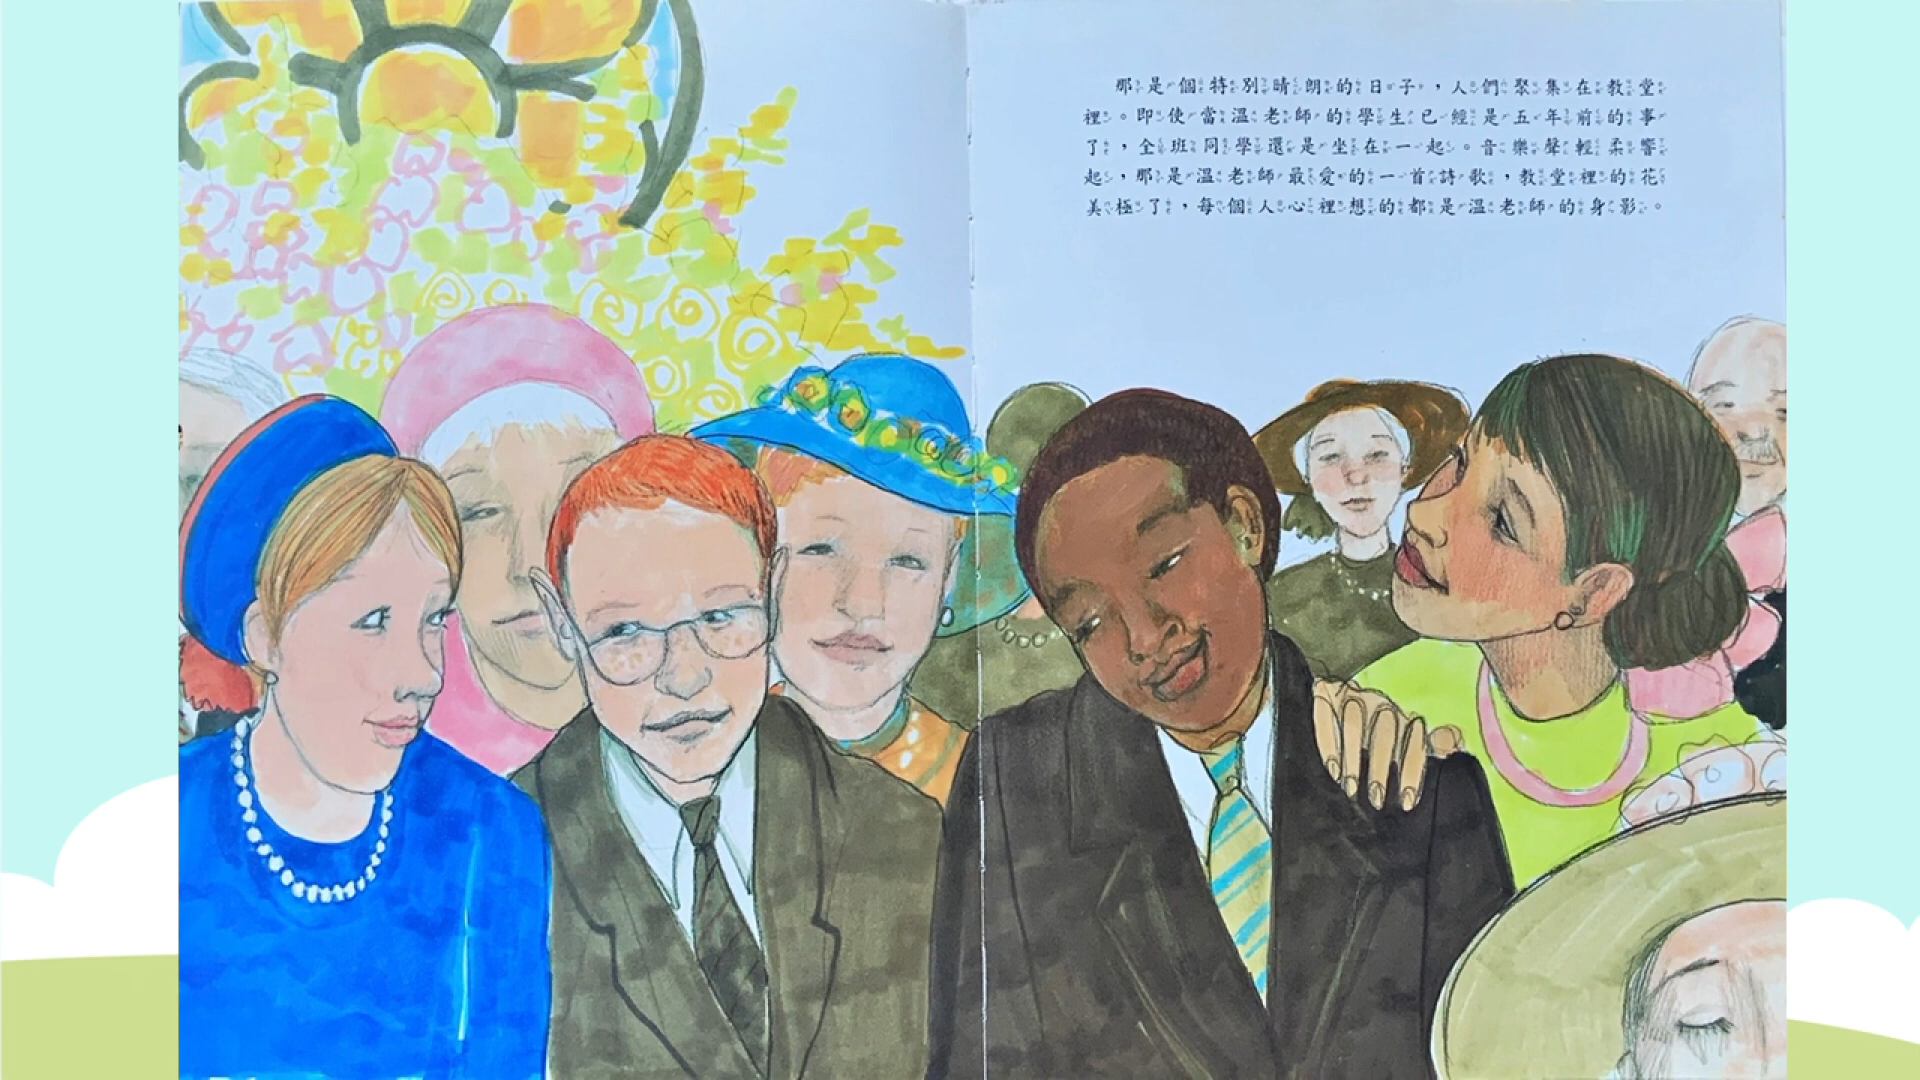 那是個特別晴朗的日子，人們聚集在教堂
裡。即使當溫老師的學生已經是五年前的事
了，全班同學還是坐在一起。音樂聲輕柔響
起，那是溫老師最愛的一首詩歌，教堂裡的花
美極了，每個人心裡想的都是溫老師的身影。